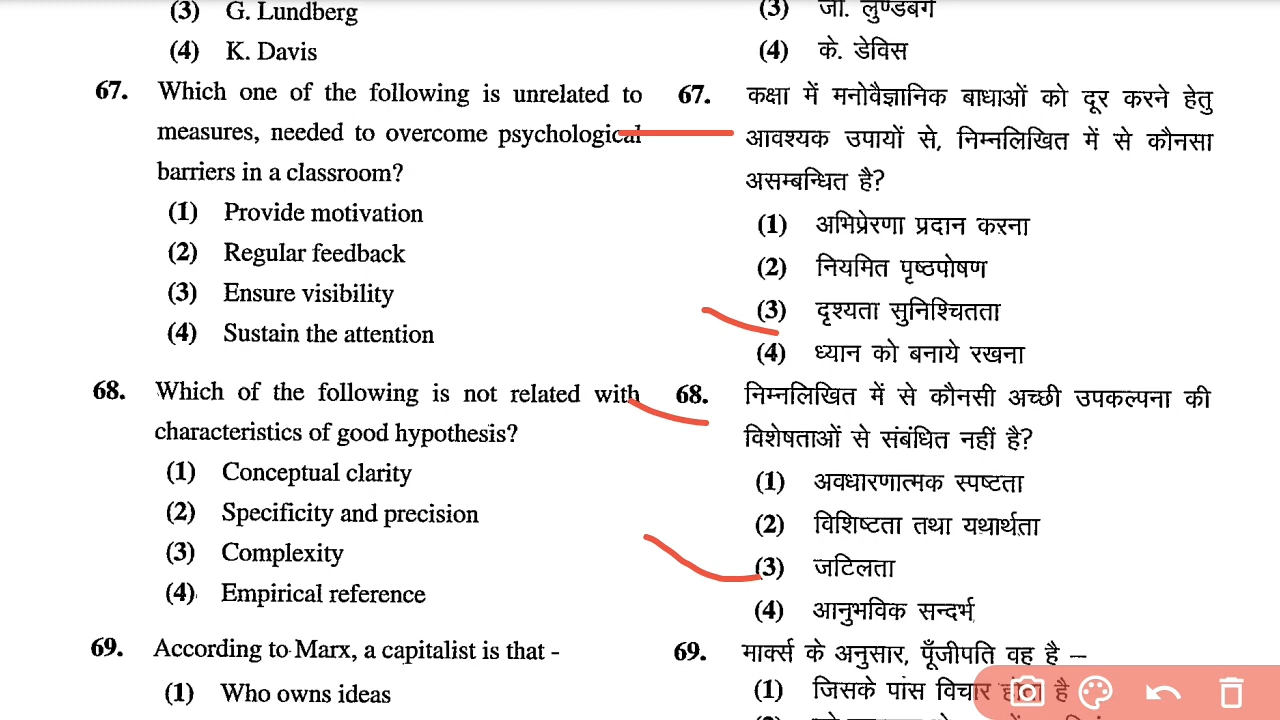 (3) G. Lundberg
(4) K. Davis
67. Which one of the following is unrelated to
measures, needed to overcome psychological
barriers in a classroom?
(1) Provide motivation
(2) Regular feedback
(3) Ensure visibility
(4) Sustain the attention
68. Which of the following is not related with
characteristics of good hypothesis?
(1) Conceptual clarity
(2) Specificity and precision
(3) Complexity
(4) Empirical reference
69. According to Marx, a capitalist is that -
(1) Who owns ideas
(3) जी. लुण्डबर्ग
(4) के. डेविस
67. कक्षा में मनोवैज्ञानिक बाधाओं को दूर करने हेतु
आवश्यक उपायों से, निम्नलिखित में से कौनसा
असम्बन्धित है?
(1) अभिप्रेरणा प्रदान करना
(2) नियमित पृष्ठपोषण
(3) दृश्यता सुनिश्चितता
(4) ध्यान को बनाये रखना
68. निम्नलिखित में से कौनसी अच्छी उपकल्पना की
विशेषताओं से संबंधित नहीं है?
(1) अवधारणात्मक स्पष्टता
(2) विशिष्टता तथा यथार्थता
(3) जटिलता
(4) आनुभविक सन्दर्भ
69. मार्क्स के अनुसार, पूँजीपति वह है –
(1) जिसके पास विचार होता है